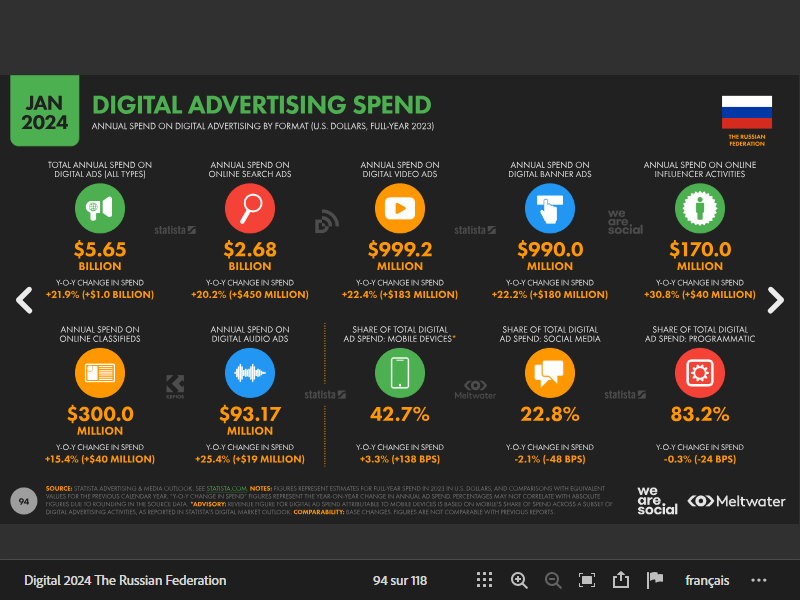 JAN
2024
DIGITAL ADVERTISING SPEND
ANNUAL SPEND ON DIGITAL ADVERTISING BY FORMAT (U.S. DOLLARS, FULL-YEAR 2023)
THE RUSSIAN
FEDERATION
TOTAL ANNUAL SPEND ON
DIGITAL ADS (ALL TYPES)
$5.65
BILLION
Y-O-Y CHANGE IN SPEND
+21.9% (+$1.0 BILLION)
ANNUAL SPEND ON
ONLINE SEARCH ADS
$2.68
BILLION
Y-O-Y CHANGE IN SPEND
+20.2% (+$450 MILLION)
ANNUAL SPEND ON
DIGITAL VIDEO ADS
$999.2
MILLION
Y-O-Y CHANGE IN SPEND
+22.4% (+$183 MILLION)
ANNUAL SPEND ON
DIGITAL BANNER ADS
$990.0
MILLION
Y-O-Y CHANGE IN SPEND
+22.2% (+$180 MILLION)
ANNUAL SPEND ON ONLINE
INFLUENCER ACTIVITIES
$170.0
MILLION
Y-O-Y CHANGE IN SPEND
+30.8% (+$40 MILLION)
statista
statista
we
are.
social
ANNUAL SPEND ON
ONLINE CLASSIFIEDS
$300.0
MILLION
Y-O-Y CHANGE IN SPEND
+15.4% (+$40 MILLION)
ANNUAL SPEND ON
DIGITAL AUDIO ADS
$93.17
MILLION
Y-O-Y CHANGE IN SPEND
+25.4% (+$19 MILLION)
SHARE OF TOTAL DIGITAL
AD SPEND: MOBILE DEVICES*
42.7%
Y-O-Y CHANGE IN SPEND
+3.3% (+138 BPS)
SHARE OF TOTAL DIGITAL
AD SPEND: SOCIAL MEDIA
22.8%
Y-O-Y CHANGE IN SPEND
-2.1% (-48 BPS)
SHARE OF TOTAL DIGITAL
AD SPEND: PROGRAMMATIC
83.2%
Y-O-Y CHANGE IN SPEND
-0.3% (-24 BPS)
KEPIOS
statista
Meltwater
statista
94
SOURCE: STATISTA ADVERTISING & MEDIA OUTLOOK. SEE STATISTA.COM. NOTES: FIGURES REPRESENT ESTIMATES FOR FULL-YEAR SPEND IN 2023 IN U.S. DOLLARS, AND COMPARISONS WITH EQUIVALENT
VALUES FOR THE PREVIOUS CALENDAR YEAR. "Y-O-Y CHANGE IN SPEND" FIGURES REPRESENT THE YEAR-ON-YEAR CHANGE IN ANNUAL AD SPEND. PERCENTAGES MAY NOT CORRELATE WITH ABSOLUTE
FIGURES DUE TO ROUNDING IN THE SOURCE DATA. *ADVISORY: REVENUE FIGURE FOR DIGITAL AD SPEND ATTRIBUTABLE TO MOBILE DEVICES IS BASED ON MOBILE'S SHARE OF SPEND ACROSS A SUBSET OF
DIGITAL ADVERTISING ACTIVITIES, AS REPORTED IN STATISTA'S DIGITAL MARKET OUTLOOK. COMPARABILITY: BASE CHANGES. FIGURES ARE NOT COMPARABLE WITH PREVIOUS REPORTS.
we
are.
social
Meltwater
Digital 2024 The Russian Federation
94 sur 118
français